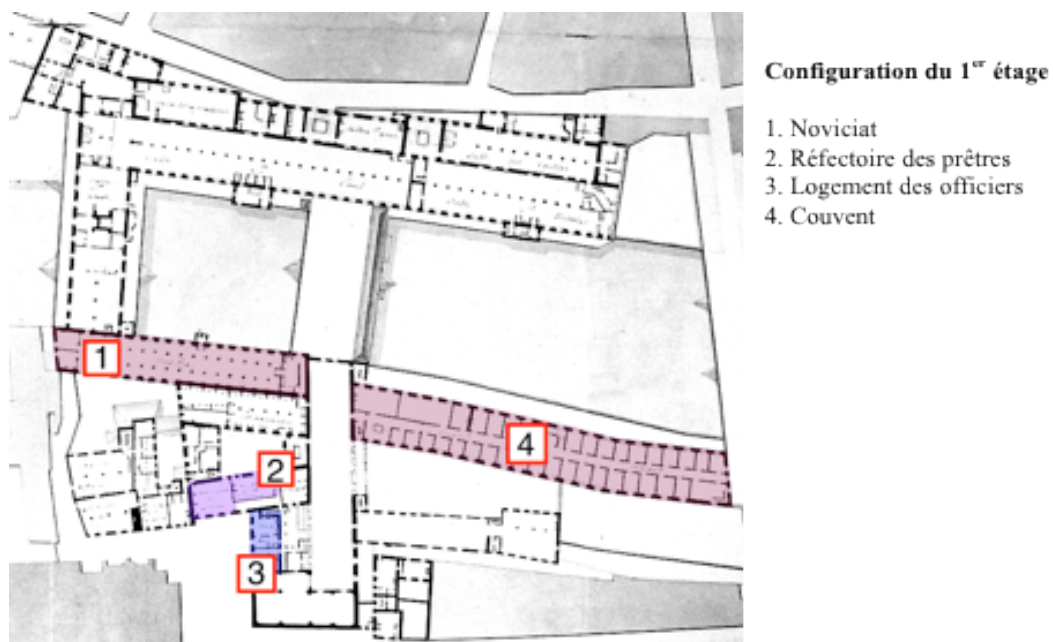 Configuration du 1er étage
1. Noviciat
2. Réfectoire des prêtres
3. Logement des officiers
4. Couvent
1
2
3
4